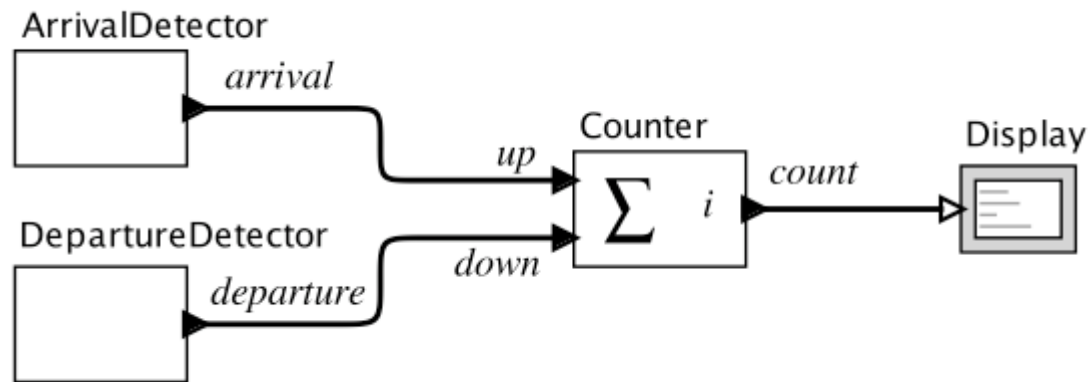 ArrivalDetector
arrival
Counter
Display
up
Σ i
count
DepartureDetector
down
departure